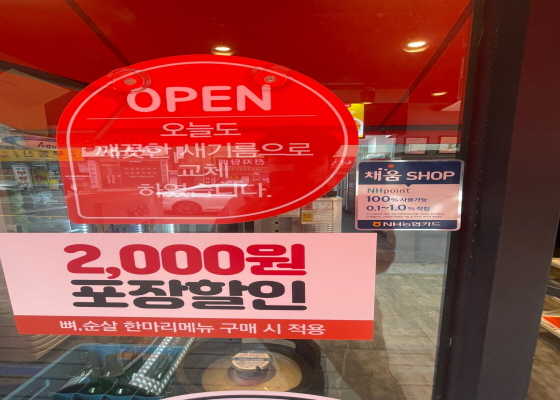 OPEN
오늘도
깨끗한 새기름으로
교체
하였습니다.
채움 SHOP
NHpoint
100% 사용가능
0.1~1.0% 적립
NH농협카드
2,000원
포장할인
뼈,순살 한마리메뉴 구매 시 적용